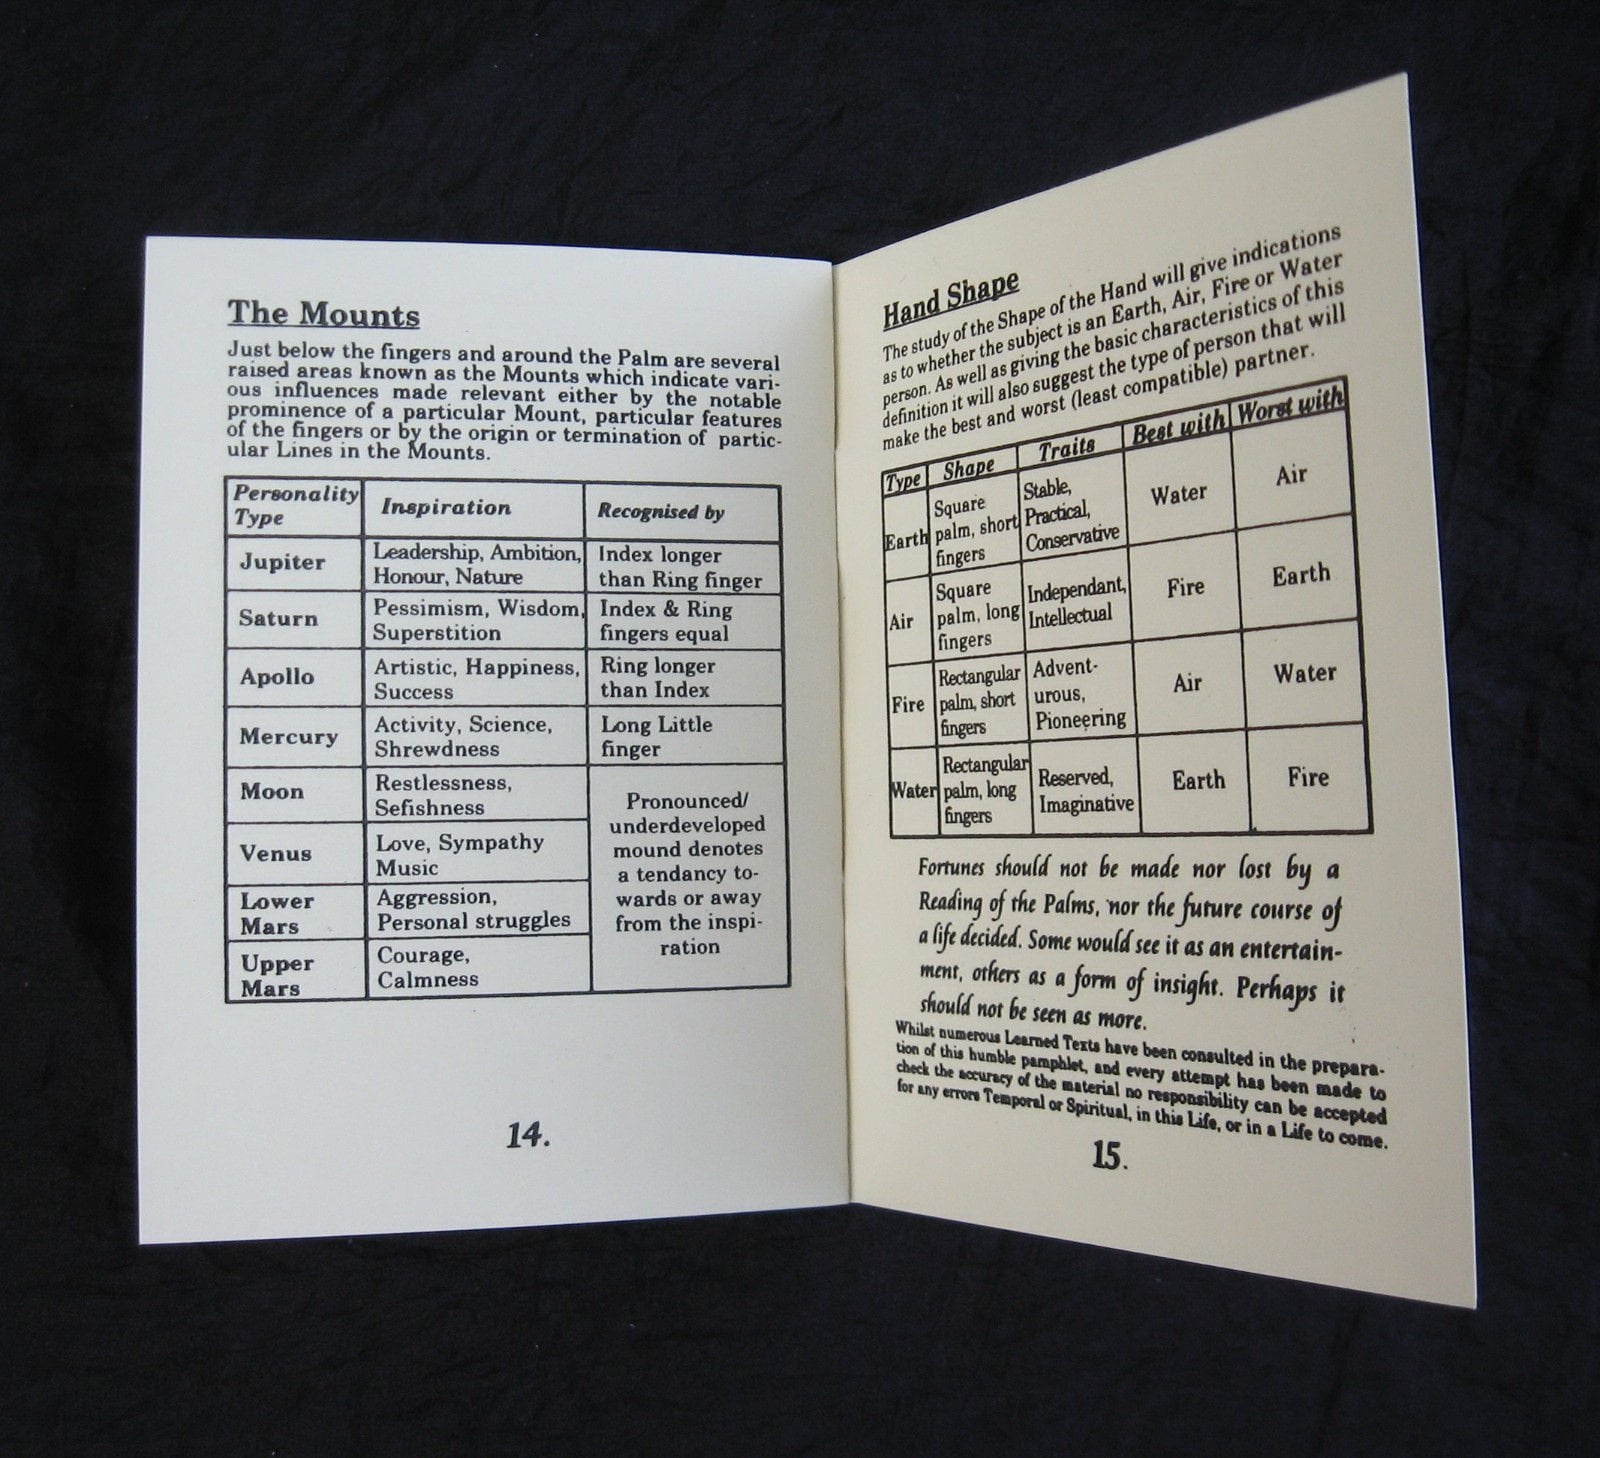 The Mounts
Just below the fingers and around the Palm are several
raised areas known as the Mounts which indicate vari-
ous influences made relevant either by the notable
prominence of a particular Mount, particular features
of the fingers or by the origin or termination of partic-
ular Lines in the Mounts.
Personality
Type
Inspiration
Recognised by
Jupiter
Leadership, Ambition,
Honour, Nature
Index longer
than Ring finger
Saturn
Pessimism, Wisdom,
Superstition
Index & Ring
fingers equal
Apollo
Artistic, Happiness,
Success
Ring longer
than Index
Mercury
Activity, Science,
Shrewdness
Long Little
finger
Moon
Restlessness,
Sefishness
Venus
Love, Sympathy
Music
Lower
Mars
Aggression,
Personal struggles
Upper
Mars
Courage,
Calmness
Pronounced/
underdeveloped
mound denotes
a tendancy to-
wards or away
from the inspi-
ration
14.
Hand Shape
The study of the Shape of the Hand will give indications
as to whether the subject is an Earth, Air, Fire or Water
person. As well as giving the basic characteristics of this
definition it will also suggest the type of person that will
make the best and worst (least compatible) partner.
Type
Shape
Traits
Best with
Worst with
Earth
Square
palm, short
fingers
Stable,
Practical,
Conservative
Water
Air
Air
Square
palm, long
fingers
Independant,
Intellectual
Fire
Earth
Fire
Rectangular
palm, short
fingers
Advent-
urous,
Pioneering
Air
Water
Water
Rectangular
palm, long
fingers
Reserved,
Imaginative
Earth
Fire
Fortunes should not be made nor lost by a
Reading of the Palms, nor the future course of
a life decided. Some would see it as an entertain-
ment, others as a form of insight. Perhaps it
should not be seen as more.
Whilst numerous Learned Texts have been consulted in the prepara-
tion of this humble pamphlet, and every attempt has been made to
check the accuracy of the material no responsibility can be accepted
for any errors Temporal or Spiritual, in this Life, or in a Life to come.
15.